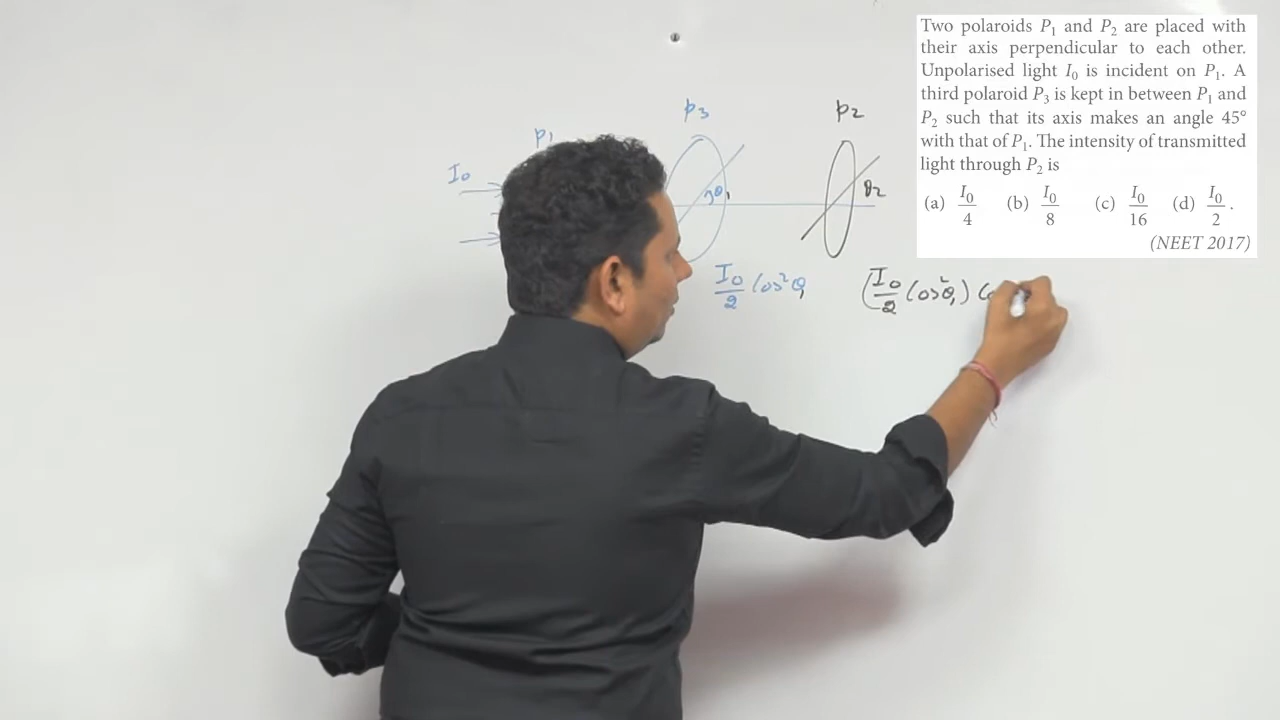 Two polaroids P₁ and P₂ are placed with
their axis perpendicular to each other.
Unpolarised light I₀ is incident on P₁. A
third polaroid P₃ is kept in between P₁ and
P₂ such that its axis makes an angle 45°
with that of P₁. The intensity of transmitted
light through P₂ is
(a) I₀/4 (b) I₀/8 (c) I₀/16 (d) I₀/2 .
(NEET 2017)
P₁ P₃ P₂
I₀
θ₁ θ₂
I₀/2 Cos²θ₁ (I₀/2 Cos²θ₁)